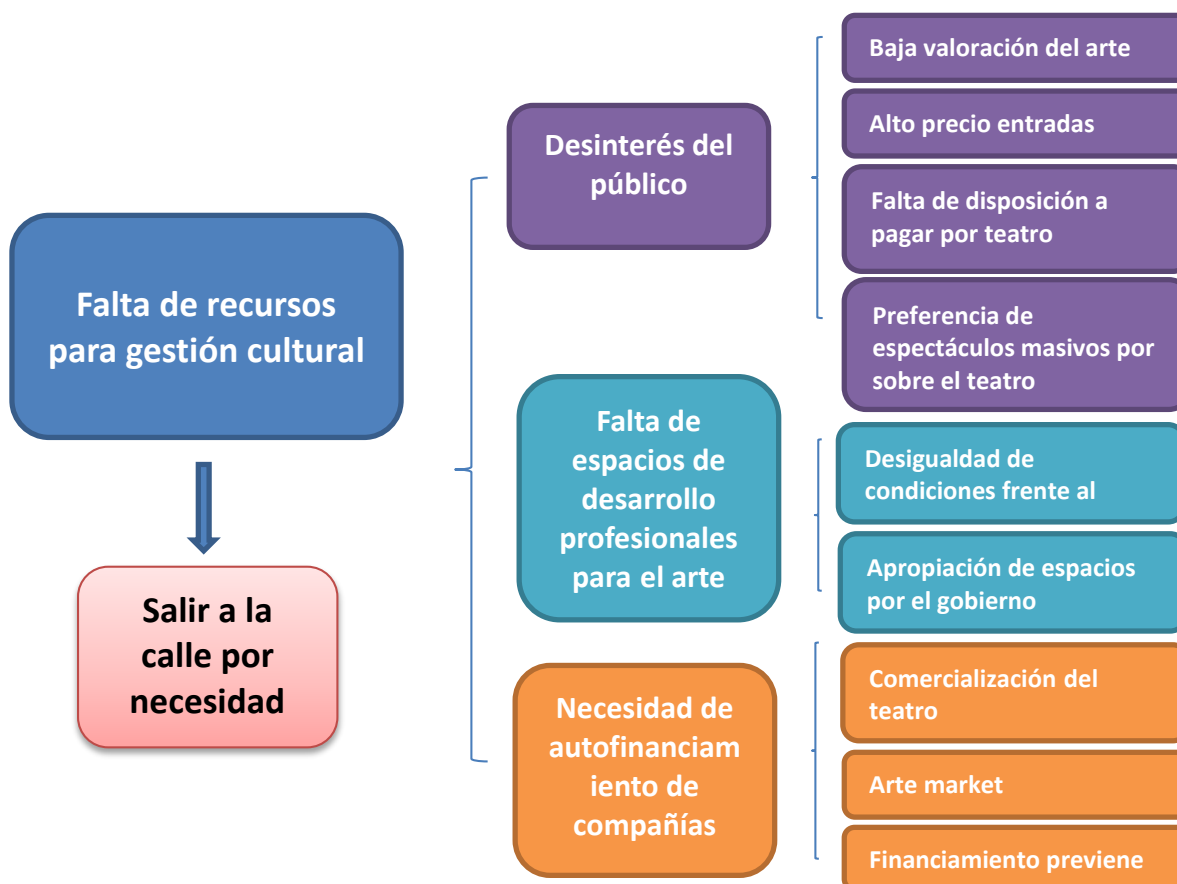 Falta de recursos
para gestión cultural
Salir a la
calle por
necesidad
Desinterés del
público
Baja valoración del arte
Alto precio entradas
Falta de disposición a
pagar por teatro
Preferencia de
espectáculos masivos por
sobre el teatro
Falta de
espacios de
desarrollo
profesionales
para el arte
Desigualdad de
condiciones frente al
Apropiación de espacios
por el gobierno
Necesidad de
autofinanciam
iento de
compañías
Comercialización del
teatro
Arte market
Financiamiento previene